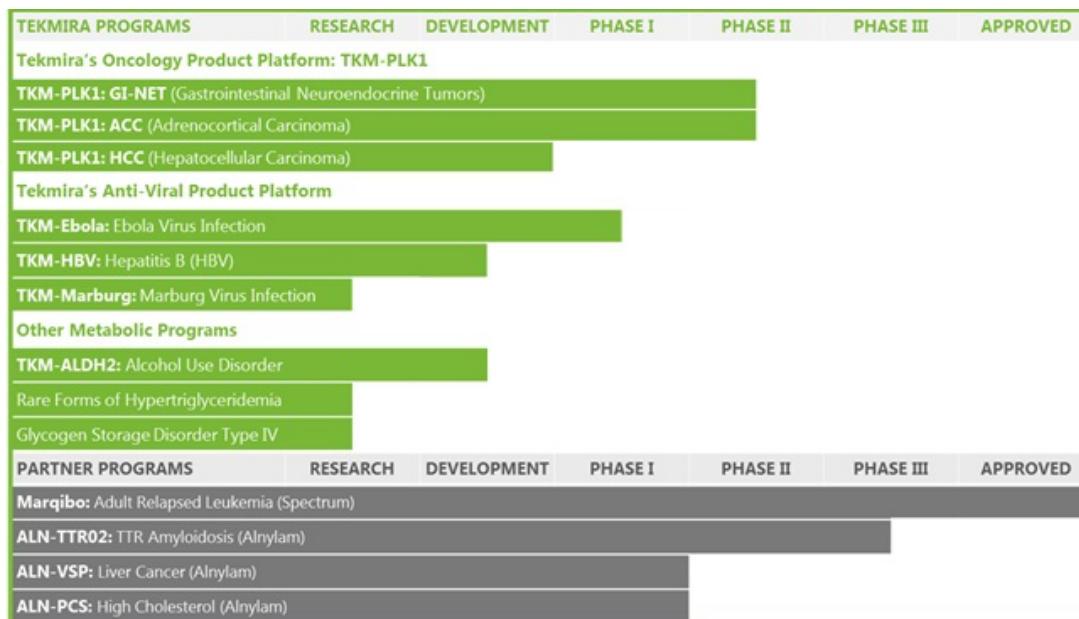 TEKMIRA PROGRAMS RESEARCH DEVELOPMENT PHASE I PHASE II PHASE III APPROVED
Tekmira's Oncology Product Platform: TKM-PLK1
TKM-PLK1: GI-NET (Gastrointestinal Neuroendocrine Tumors)
TKM-PLK1: ACC (Adrenocortical Carcinoma)
TKM-PLK1: HCC (Hepatocellular Carcinoma)
Tekmira's Anti-Viral Product Platform
TKM-Ebola: Ebola Virus Infection
TKM-HBV: Hepatitis B (HBV)
TKM-Marburg: Marburg Virus Infection
Other Metabolic Programs
TKM-ALDH2: Alcohol Use Disorder
Rare Forms of Hypertriglyceridemia
Glycogen Storage Disorder Type IV
PARTNER PROGRAMS RESEARCH DEVELOPMENT PHASE I PHASE II PHASE III APPROVED
Marqibo: Adult Relapsed Leukemia (Spectrum)
ALN-TTR02: TTR Amyloidosis (Alnylam)
ALN-VSP: Liver Cancer (Alnylam)
ALN-PCS: High Cholesterol (Alnylam)